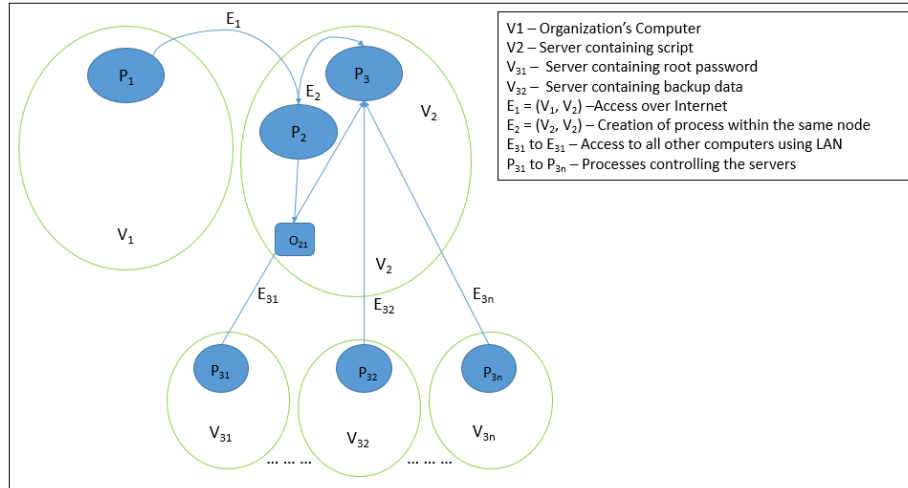 E₁
P₁
P₃
E₂
V₂
P₂
V₁
O₂₁
V₂
E₃₁
E₃₂
E₃ₙ
P₃₁
P₃₂
P₃ₙ
V₃₁
V₃₂
V₃ₙ
... ... ...
... ... ...
V1 – Organization’s Computer
V2 – Server containing script
V₃₁ – Server containing root password
V₃₂ – Server containing backup data
E₁ = (V₁, V₂) –Access over Internet
E₂ = (V₂, V₂) – Creation of process within the same node
E₃₁ to E₃₁ – Access to all other computers using LAN
P₃₁ to P₃ₙ – Processes controlling the servers